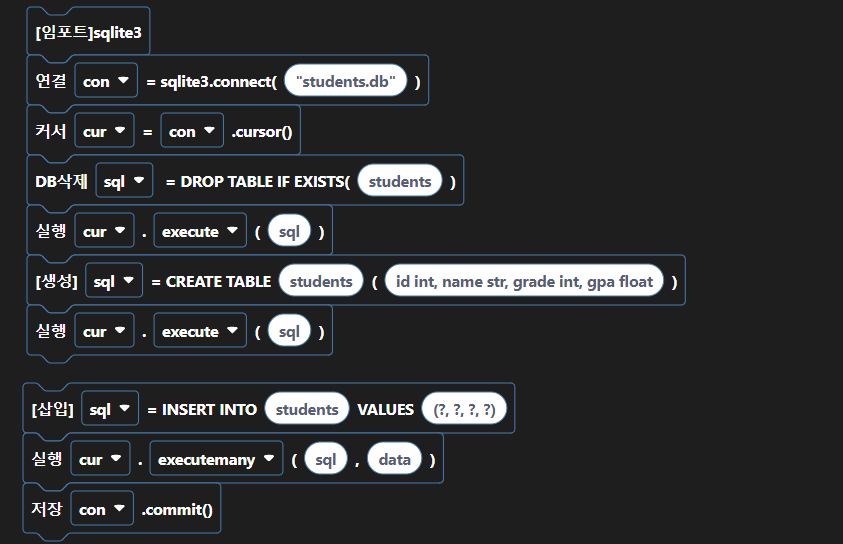 [임포트]sqlite3
연결 con = sqlite3.connect( "students.db" )
커서 cur = con .cursor()
DB삭제 sql = DROP TABLE IF EXISTS( students )
실행 cur . execute ( sql )
[생성] sql = CREATE TABLE students ( id int, name str, grade int, gpa float )
실행 cur . execute ( sql )
[삽입] sql = INSERT INTO students VALUES (?, ?, ?, ?)
실행 cur . executemany ( sql , data )
저장 con .commit()